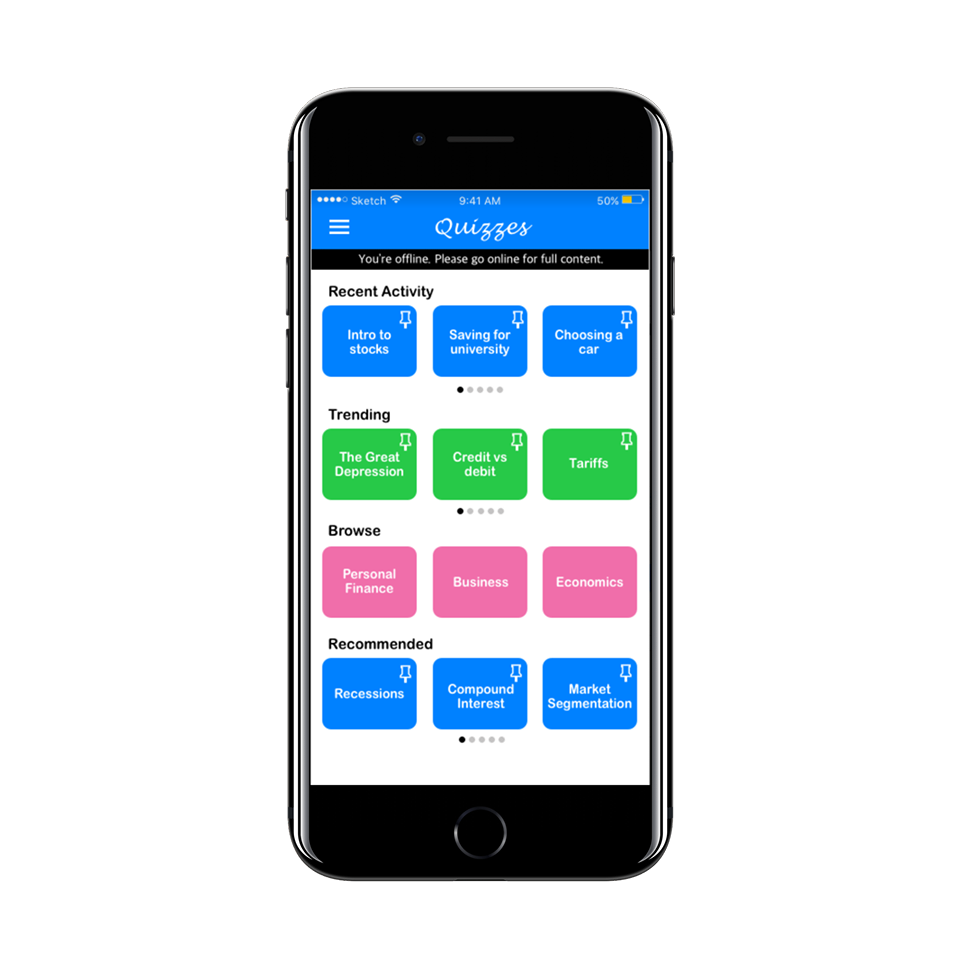 Sketch 9:41 AM 50%
Quizzes
You're offline. Please go online for full content.
Recent Activity
Intro to
stocks
Saving for
university
Choosing a
car
Trending
The Great
Depression
Credit vs
debit
Tariffs
Browse
Personal
Finance
Business
Economics
Recommended
Recessions
Compound
Interest
Market
Segmentation